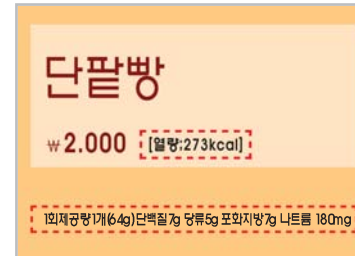 단팥빵
₩2.000 [열량:273kcal]
1회제공량1개(64g)단백질7g 당류5g 포화지방7g 나트륨 180mg